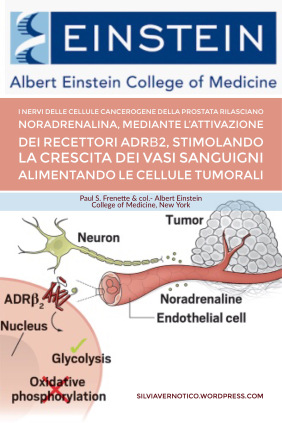 EINSTEIN
Albert Einstein College of Medicine
I NERVI DELLE CELLULE CANCEROGENE DELLA PROSTATA RILASCIANO
NORADRENALINA, MEDIANTE L'ATTIVAZIONE
DEI RECETTORI ADRB2, STIMOLANDO
LA CRESCITA DEI VASI SANGUIGNI
ALIMENTANDO LE CELLULE TUMORALI
Paul S. Frenette & col.- Albert Einstein
College of Medicine, New York
Tumor
Neuron
ADRβ2
Noradrenaline
Nucleus
Endothelial cell
Glycolysis
Oxidative
phosphorylation
SILVIAVERNOTICO.WORDPRESS.COM